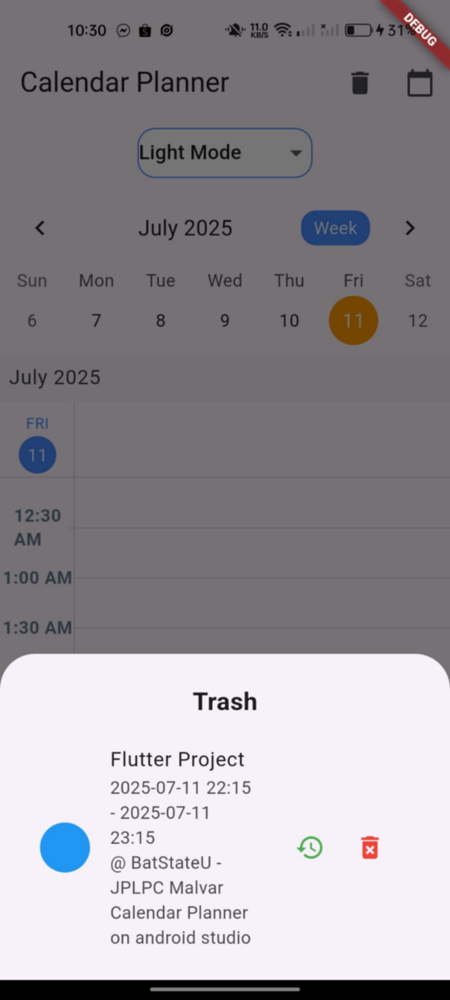 10:30 11.0 KB/S 31%
DEBUG
Calendar Planner
Light Mode
July 2025 Week
Sun Mon Tue Wed Thu Fri Sat
6 7 8 9 10 11 12
July 2025
FRI
11
12:30
AM
1:00 AM
1:30 AM
Trash
Flutter Project
2025-07-11 22:15
- 2025-07-11
23:15
@ BatStateU -
JPLPC Malvar
Calendar Planner
on android studio